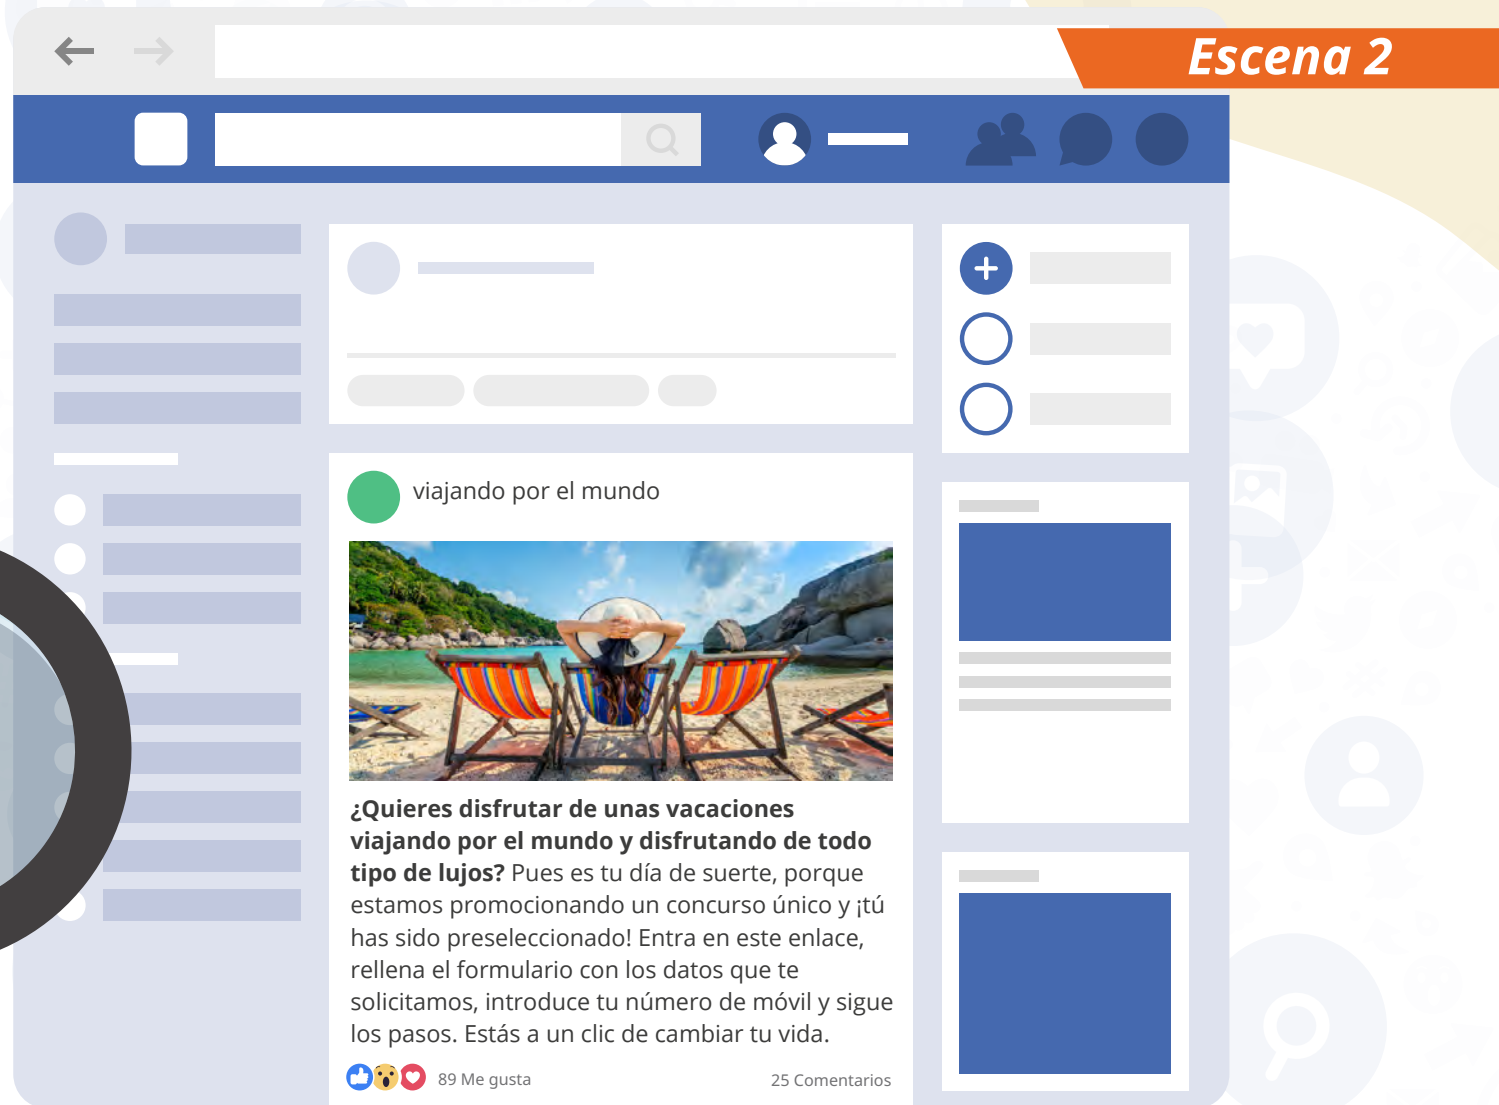 Escena 2
viajando por el mundo
¿Quieres disfrutar de unas vacaciones
viajando por el mundo y disfrutando de todo
tipo de lujos? Pues es tu día de suerte, porque
estamos promocionando un concurso único y ¡tú
has sido preseleccionado! Entra en este enlace,
rellena el formulario con los datos que te
solicitamos, introduce tu número de móvil y sigue
los pasos. Estás a un clic de cambiar tu vida.
89 Me gusta
25 Comentarios